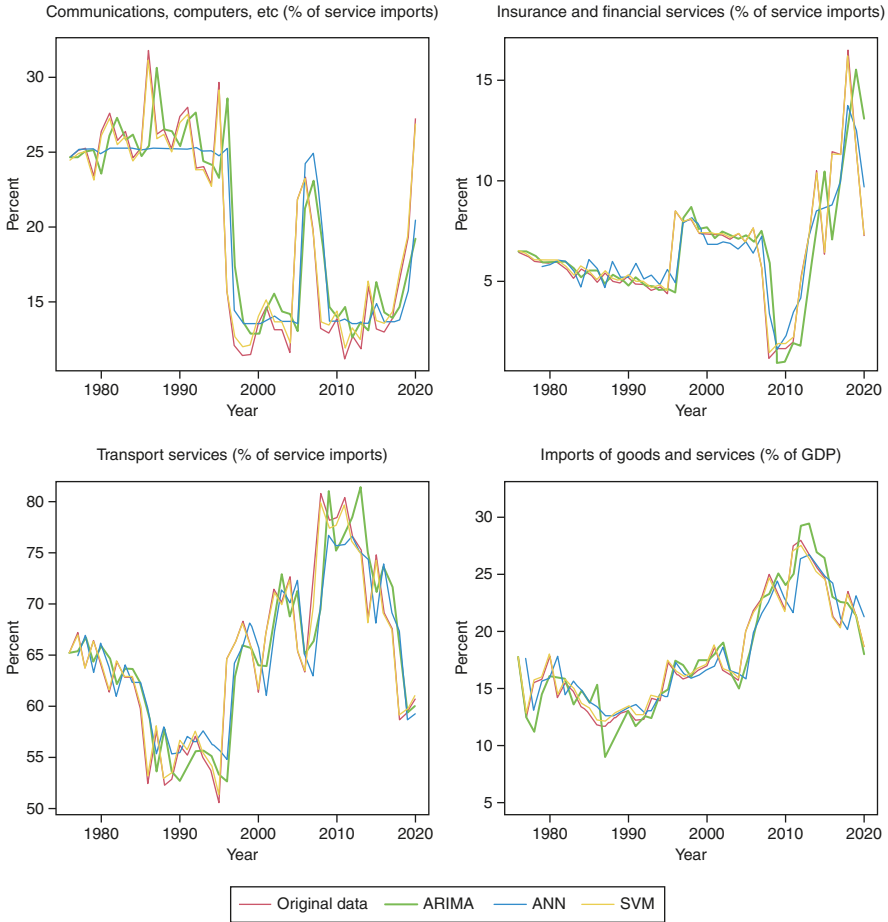 Communications, computers, etc (% of service imports)
30
25
20
15
Percent
1980 1990 2000 2010 2020
Year
Insurance and financial services (% of service imports)
15
10
5
Percent
1980 1990 2000 2010 2020
Year
Transport services (% of service imports)
80
75
70
65
60
55
50
Percent
1980 1990 2000 2010 2020
Year
Imports of goods and services (% of GDP)
30
25
20
15
10
5
Percent
1980 1990 2000 2010 2020
Year
Original data ARIMA ANN SVM